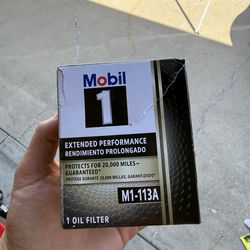 Mobil
1
EXTENDED PERFORMANCE
RENDIMIENTO PROLONGADO
PROTECTS FOR 20,000 MILES—
GUARANTEED*
PROTEGE DURANTE 20,000 MILLAS, GARANTIZADO*
M1-113A
1 OIL FILTER